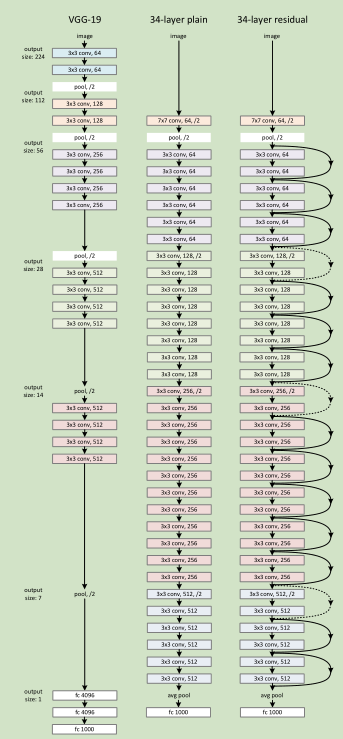 VGG-19
34-layer plain
34-layer residual
output
size: 224
output
size: 112
output
size: 56
output
size: 28
output
size: 14
output
size: 7
output
size: 1
image
3x3 conv, 64
3x3 conv, 64
pool, /2
3x3 conv, 128
3x3 conv, 128
pool, /2
3x3 conv, 256
3x3 conv, 256
3x3 conv, 256
3x3 conv, 256
pool, /2
3x3 conv, 512
3x3 conv, 512
3x3 conv, 512
3x3 conv, 512
pool, /2
3x3 conv, 512
3x3 conv, 512
3x3 conv, 512
3x3 conv, 512
pool, /2
fc 4096
fc 4096
fc 1000
image
7x7 conv, 64, /2
pool, /2
3x3 conv, 64
3x3 conv, 64
3x3 conv, 64
3x3 conv, 64
3x3 conv, 64
3x3 conv, 64
3x3 conv, 128, /2
3x3 conv, 128
3x3 conv, 128
3x3 conv, 128
3x3 conv, 128
3x3 conv, 128
3x3 conv, 128
3x3 conv, 128
3x3 conv, 256, /2
3x3 conv, 256
3x3 conv, 256
3x3 conv, 256
3x3 conv, 256
3x3 conv, 256
3x3 conv, 256
3x3 conv, 256
3x3 conv, 256
3x3 conv, 256
3x3 conv, 256
3x3 conv, 256
3x3 conv, 512, /2
3x3 conv, 512
3x3 conv, 512
3x3 conv, 512
3x3 conv, 512
3x3 conv, 512
avg pool
fc 1000
image
7x7 conv, 64, /2
pool, /2
3x3 conv, 64
3x3 conv, 64
3x3 conv, 64
3x3 conv, 64
3x3 conv, 64
3x3 conv, 64
3x3 conv, 128, /2
3x3 conv, 128
3x3 conv, 128
3x3 conv, 128
3x3 conv, 128
3x3 conv, 128
3x3 conv, 128
3x3 conv, 128
3x3 conv, 256, /2
3x3 conv, 256
3x3 conv, 256
3x3 conv, 256
3x3 conv, 256
3x3 conv, 256
3x3 conv, 256
3x3 conv, 256
3x3 conv, 256
3x3 conv, 256
3x3 conv, 256
3x3 conv, 256
3x3 conv, 512, /2
3x3 conv, 512
3x3 conv, 512
3x3 conv, 512
3x3 conv, 512
3x3 conv, 512
avg pool
fc 1000